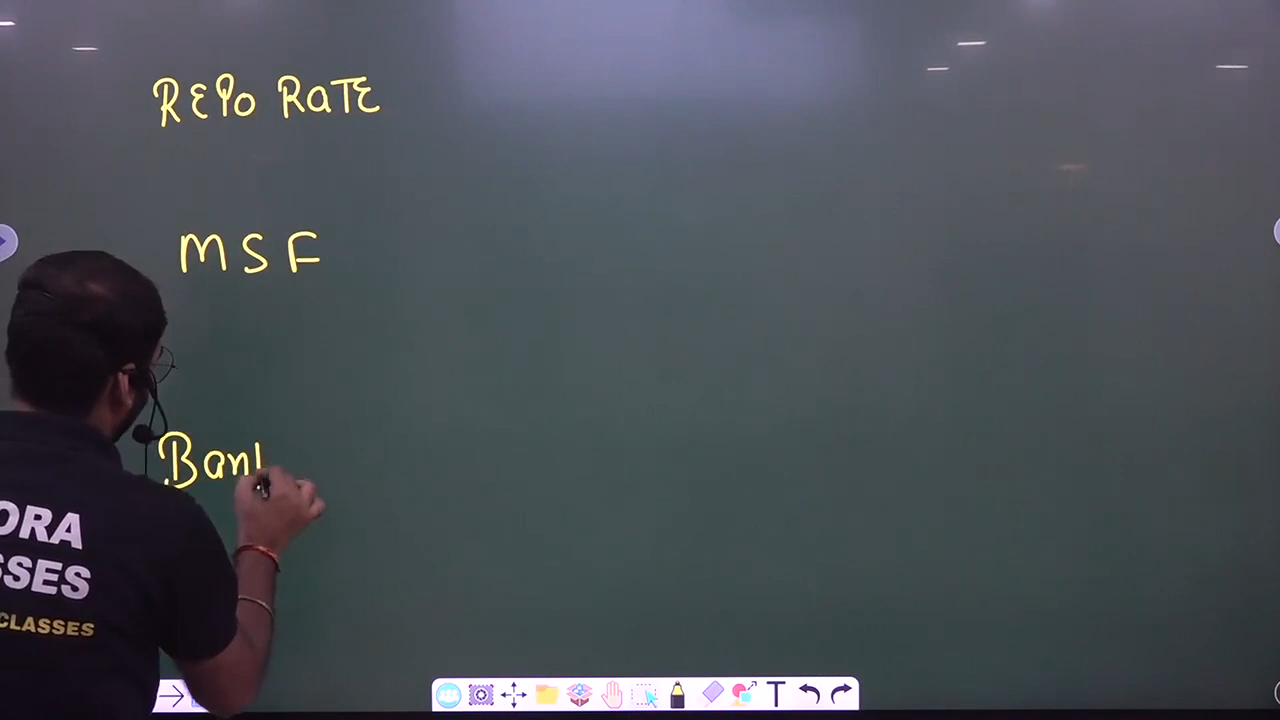 REPO RATE
MSF
Ban
ORA
SSES
CLASSES
T